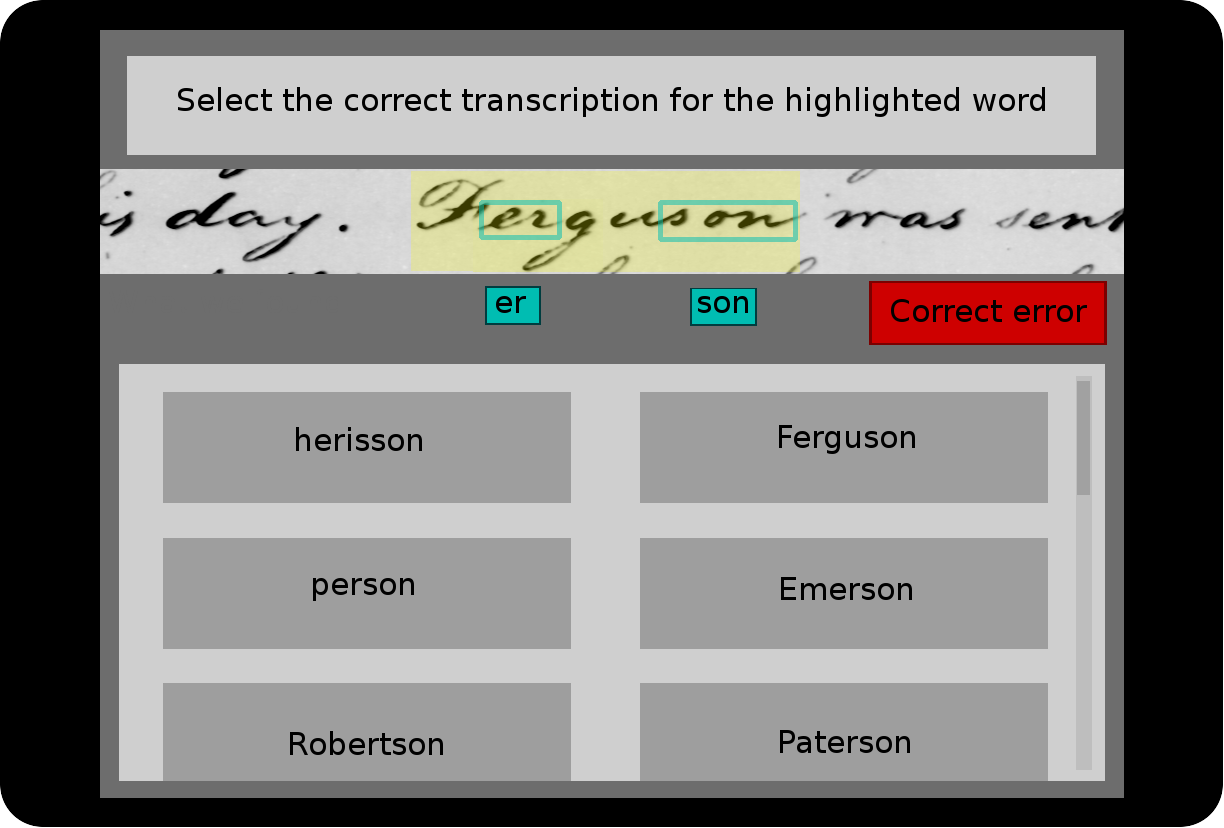 Select the correct transcription for the highlighted word
is day. Ferguson was sent
er son Correct error
herisson Ferguson
person Emerson
Robertson Paterson